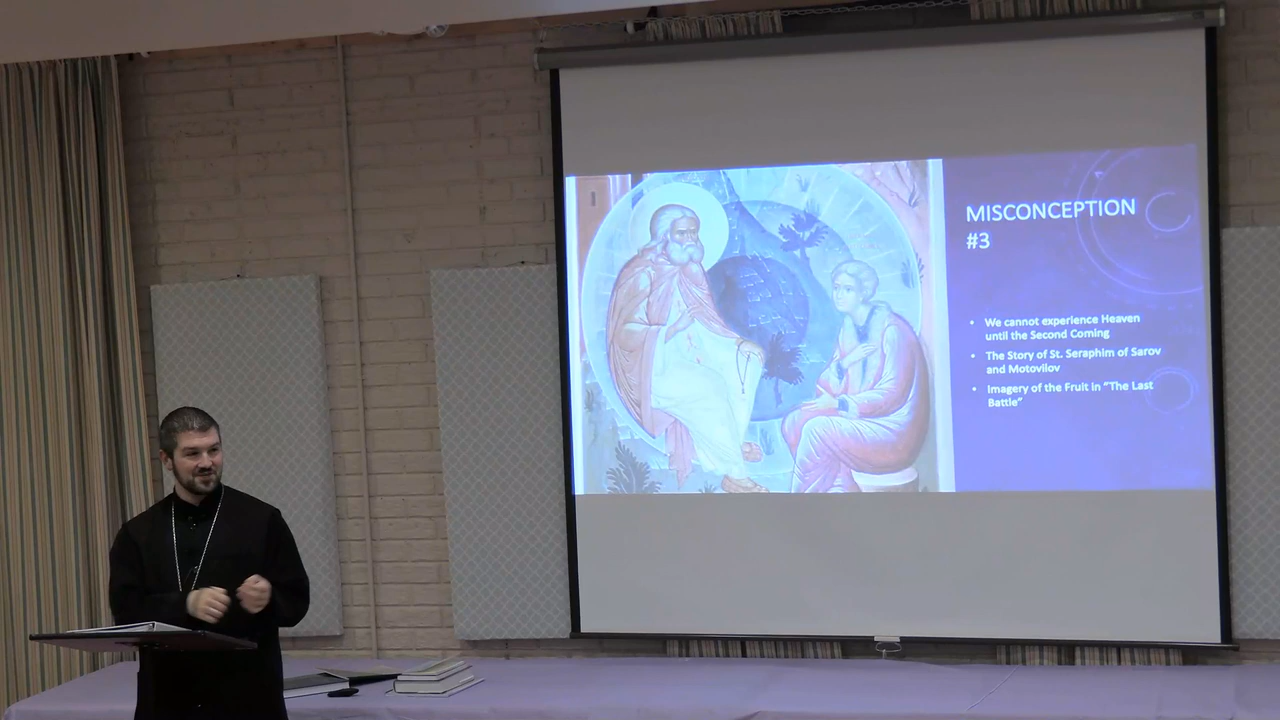 MISCONCEPTION
#3
• We cannot experience Heaven
until the Second Coming
• The Story of St. Seraphim of Sarov
and Motovilov
• Imagery of the Fruit in "The Last
Battle"